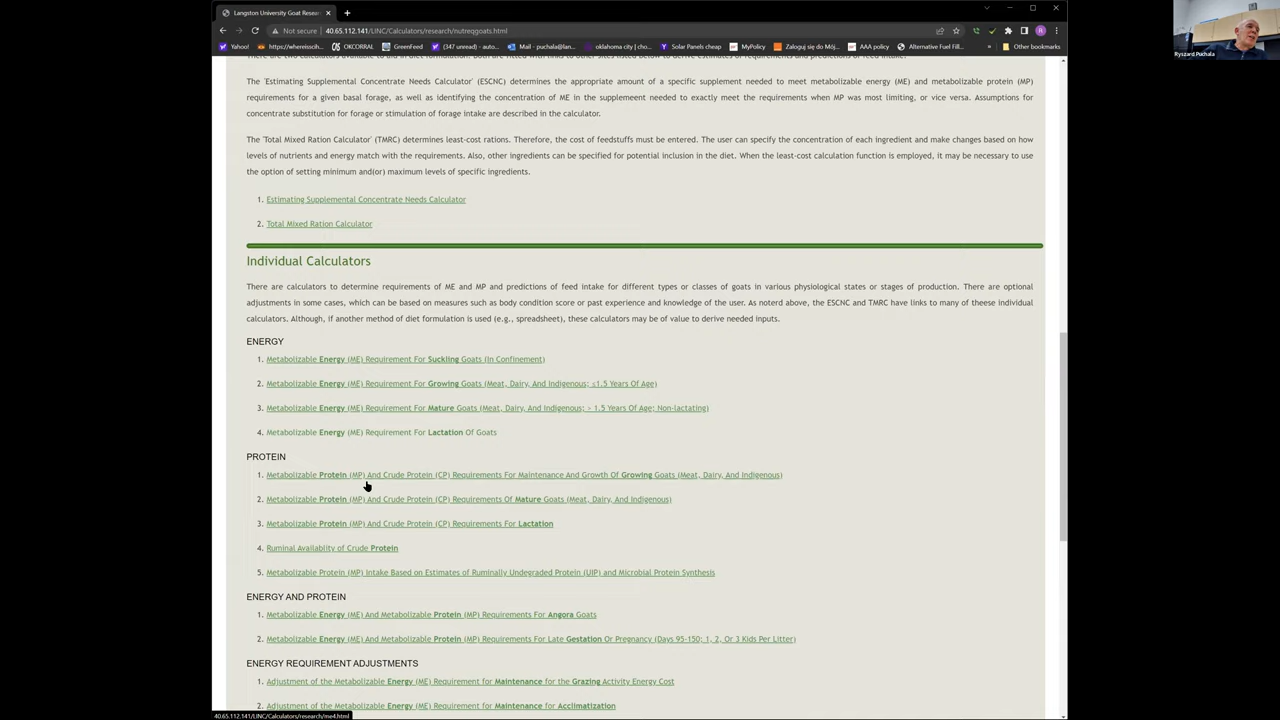 Langston University Goat Resear
Not secure | 40.65.112.141/LINC/Calculators/research/nutreqgoats.html
Yahoo! https://whereisscih... OKCORRAL GreenFeed (347 unread) - auto... Mail - puchala@lan... oklahoma city |... Solar Panels cheap MyPolicy Zaloguj się do Mój... AAA policy Alternative Fuel Fill... Other bookmarks
Ryszard Puchala
The 'Estimating Supplemental Concentrate Needs Calculator' (ESCNC) determines the appropriate amount of a specific supplement needed to meet metabolizable energy (ME) and metabolizable protein (MP)
requirements for a given basal forage, as well as identifying the concentration of ME in the supplement needed to exactly meet the requirements when MP was most limiting, or vice versa. Assumptions for
concentrate substitution for forage or stimulation of forage intake are described in the calculator.
The 'Total Mixed Ration Calculator' (TMRC) determines least-cost rations. Therefore, the cost of feedstuffs must be entered. The user can specify the concentration of each ingredient and make changes based on how
levels of nutrients and energy match with the requirements. Also, other ingredients can be specified for potential inclusion in the diet. When the least-cost calculation function is employed, it may be necessary to use
the option of setting minimum and(or) maximum levels of specific ingredients.
1. Estimating Supplemental Concentrate Needs Calculator
2. Total Mixed Ration Calculator
Individual Calculators
There are calculators to determine requirements of ME and MP and predictions of feed intake for different types or classes of goats in various physiological states or stages of production. There are optional
adjustments in some cases, which can be based on measures such as body condition score or past experience and knowledge of the user. As noterd above, the ESCNC and TMRC have links to many of theese individual
calculators. Although, if another method of diet formulation is used (e.g., spreadsheet), these calculators may be of value to derive needed inputs.
ENERGY
1. Metabolizable Energy (ME) Requirement For Suckling Goats (In Confinement)
2. Metabolizable Energy (ME) Requirement For Growing Goats (Meat, Dairy, And Indigenous; ≤1.5 Years Of Age)
3. Metabolizable Energy (ME) Requirement For Mature Goats (Meat, Dairy, And Indigenous; > 1.5 Years Of Age; Non-lactating)
4. Metabolizable Energy (ME) Requirement For Lactation Of Goats
PROTEIN
1. Metabolizable Protein (MP) And Crude Protein (CP) Requirements For Maintenance And Growth Of Growing Goats (Meat, Dairy, And Indigenous)
2. Metabolizable Protein (MP) And Crude Protein (CP) Requirements Of Mature Goats (Meat, Dairy, And Indigenous)
3. Metabolizable Protein (MP) And Crude Protein (CP) Requirements For Lactation
4. Ruminal Availablity of Crude Protein
5. Metabolizable Protein (MP) Intake Based on Estimates of Ruminally Undegraded Protein (UIP) and Microbial Protein Synthesis
ENERGY AND PROTEIN
1. Metabolizable Energy (ME) And Metabolizable Protein (MP) Requirements For Angora Goats
2. Metabolizable Energy (ME) And Metabolizable Protein (MP) Requirements For Late Gestation Or Pregnancy (Days 95-150; 1, 2, Or 3 Kids Per Litter)
ENERGY REQUIREMENT ADJUSTMENTS
1. Adjustment of the Metabolizable Energy (ME) Requirement for Maintenance for the Grazing Activity Energy Cost
2. Adjustment of the Metabolizable Energy (ME) Requirement for Maintenance for Acclimatization
40.65.112.141/LINC/Calculators/research/me4.html